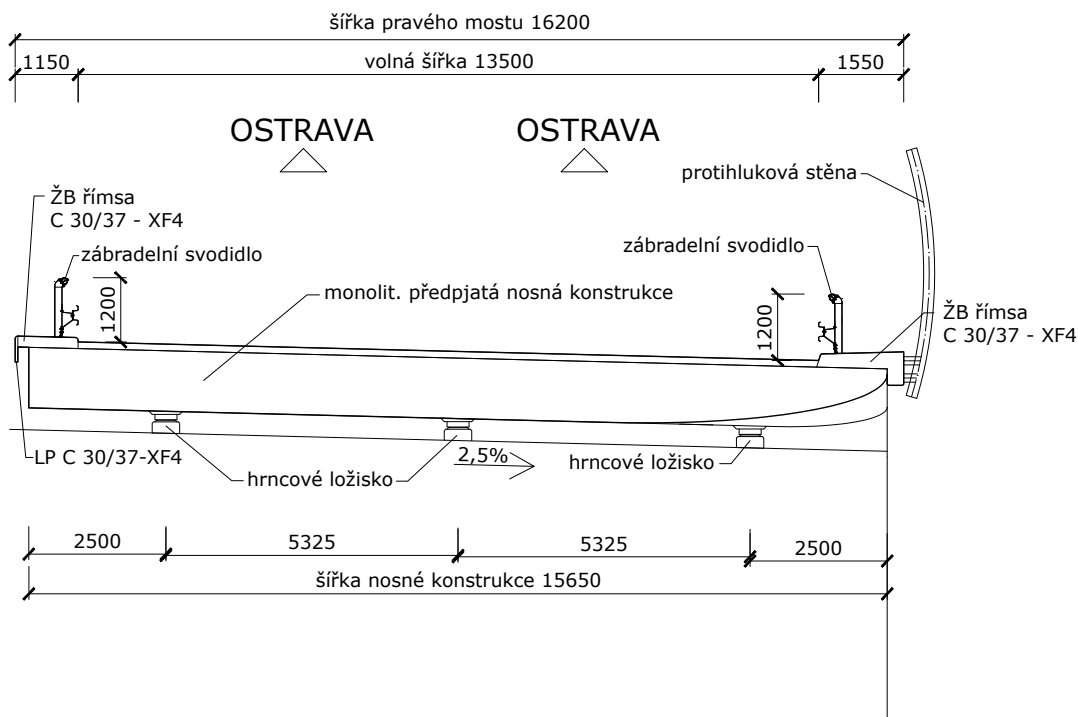 šířka pravého mostu 16200
1150
volná šířka 13500
1550
OSTRAVA
OSTRAVA
protihluková stěna
ŽB římsa
C 30/37 - XF4
zábradelní svodidlo
zábradelní svodidlo
1200
monolit. předpjatá nosná konstrukce
1200
ŽB římsa
C 30/37 - XF4
LP C 30/37-XF4
hrncové ložisko
2,5%
hrncové ložisko
2500
5325
5325
2500
šířka nosné konstrukce 15650